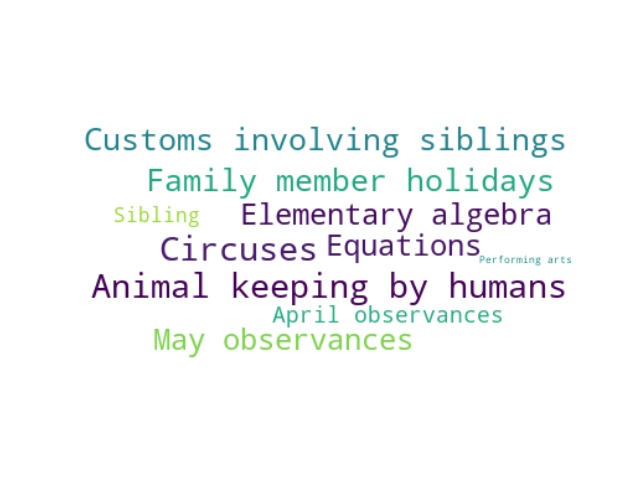 Customs involving siblings
Family member holidays
Sibling Elementary algebra
Circuses Equations Performing arts
Animal keeping by humans
April observances
May observances